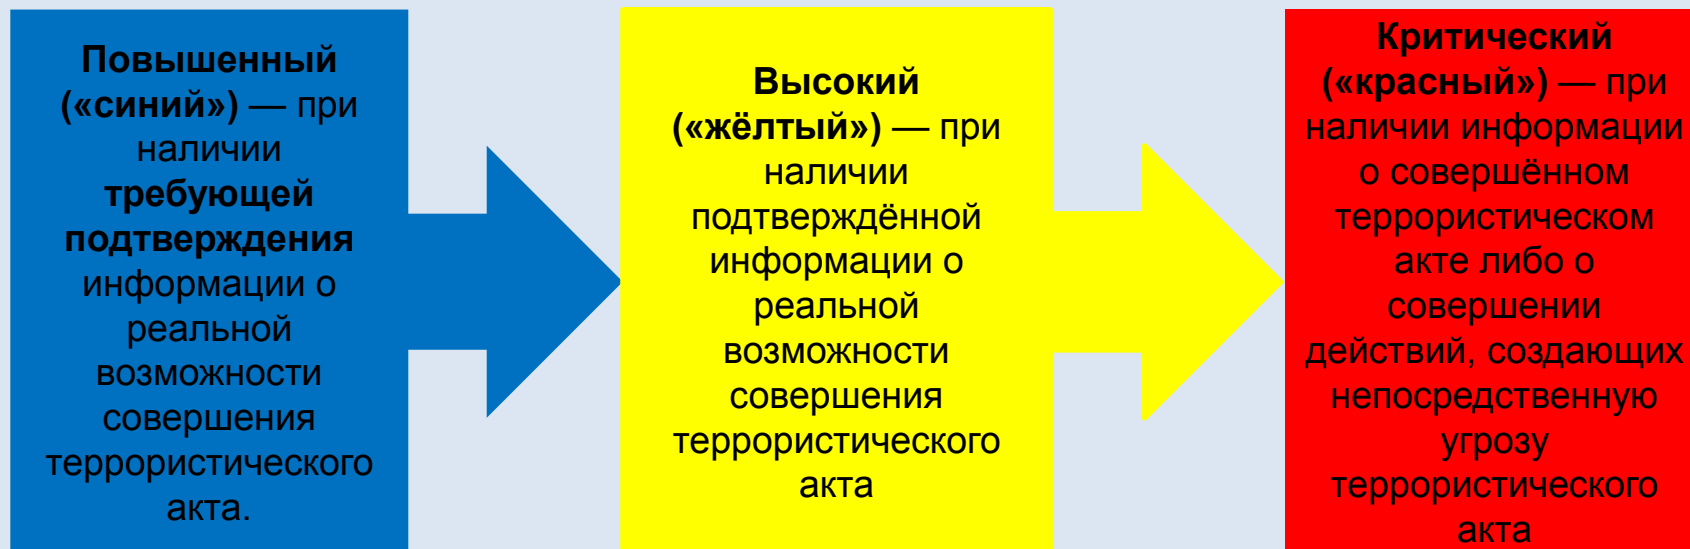 Повышенный
(«синий») — при
наличии
требующей
подтверждения
информации о
реальной
возможности
совершения
террористического
акта.
Высокий
(«жёлтый») — при
наличии
подтверждённой
информации о
реальной
возможности
совершения
террористического
акта
Критический
(«красный») — при
наличии информации
о совершённом
террористическом
акте либо о
совершении
действий, создающих
непосредственную
угрозу
террористического
акта